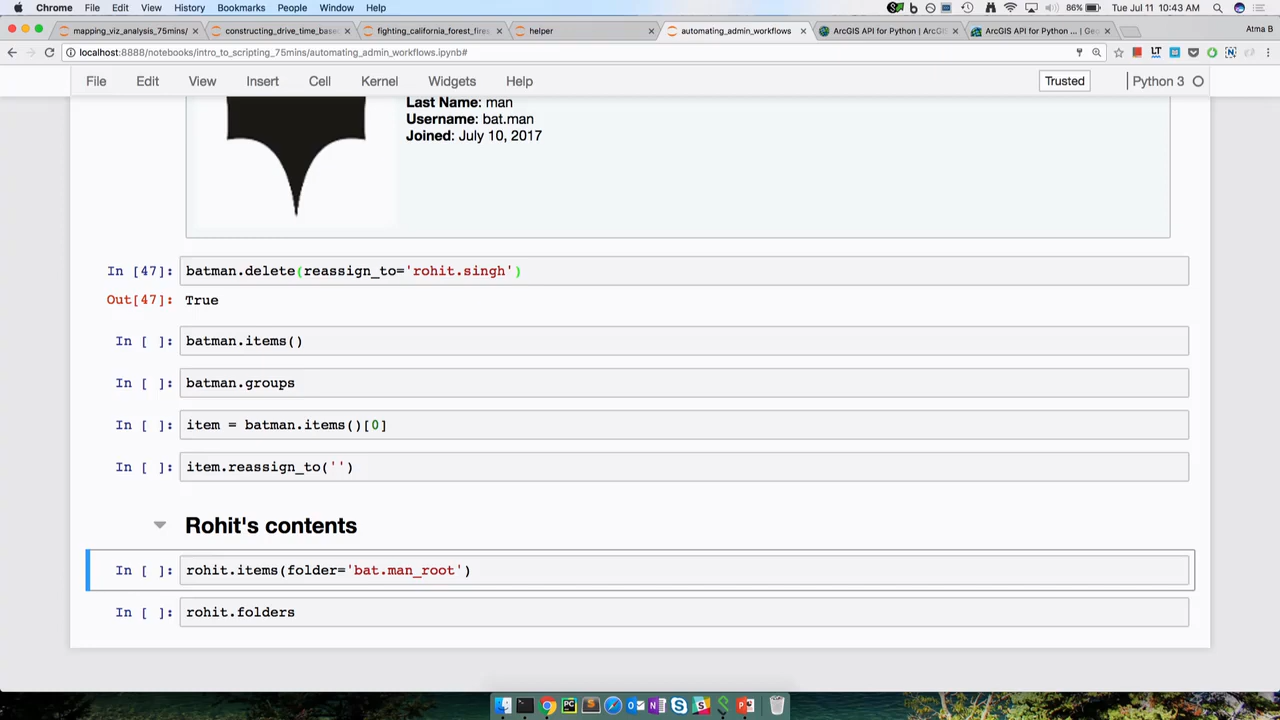 Chrome File Edit View History Bookmarks People Window Help
86% Tue Jul 11 10:43 AM
mapping_viz_analysis_75mins/
constructing_drive_time_base
fighting_california_forest_fires
helper
automating_admin_workflows
ArcGIS API for Python | ArcGIS
ArcGIS API for Python
Atma B
localhost:8888/notebooks/intro_to_scripting_75mins/automating_admin_workflows.ipynb#
File Edit View Insert Cell Kernel Widgets Help
Trusted
Python 3
Last Name: man
Username: bat.man
Joined: July 10, 2017
In [47]: batman.delete(reassign_to='rohit.singh')
Out[47]: True
In [ ]: batman.items()
In [ ]: batman.groups
In [ ]: item = batman.items()[0]
In [ ]: item.reassign_to('')
Rohit's contents
In [ ]: rohit.items(folder='bat.man_root')
In [ ]: rohit.folders